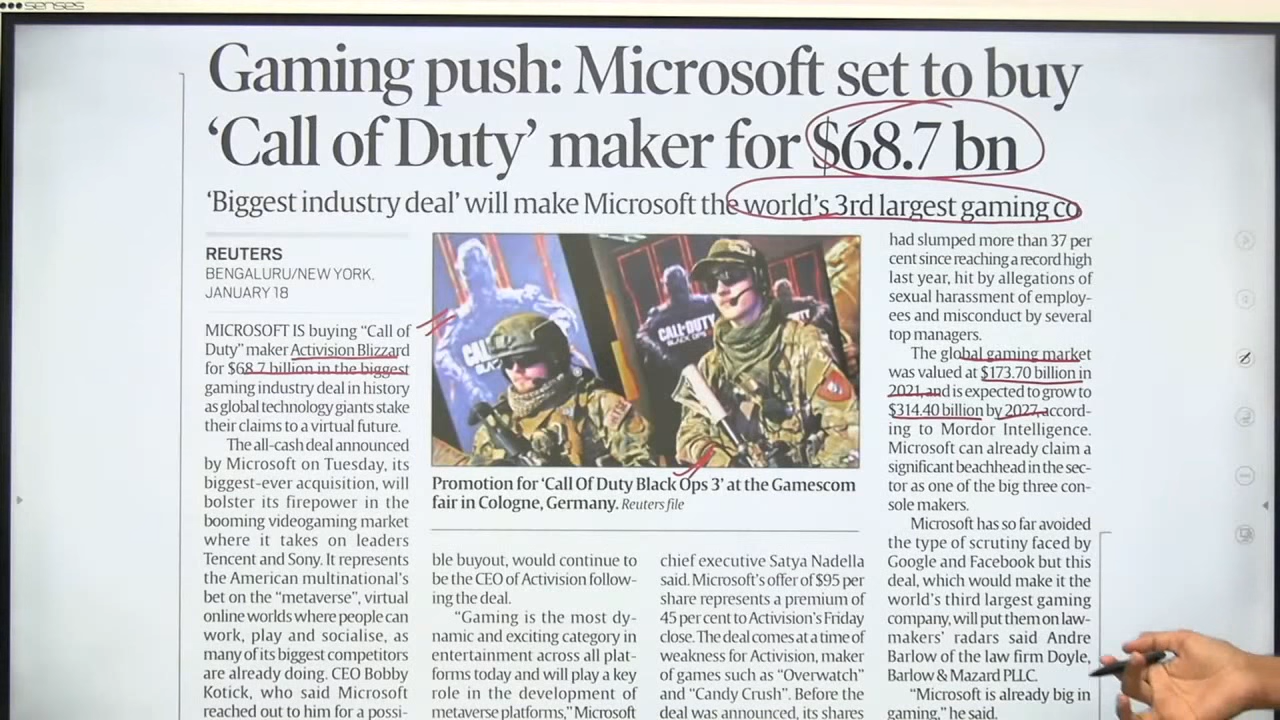 senses
Gaming push: Microsoft set to buy
‘Call of Duty’ maker for $68.7 bn
‘Biggest industry deal’ will make Microsoft the world's 3rd largest gaming co
REUTERS
BENGALURU/NEW YORK,
JANUARY 18
MICROSOFT IS buying "Call of
Duty" maker Activision Blizzard
for $68.7 billion in the biggest
gaming industry deal in history
as global technology giants stake
their claims to a virtual future.
The all-cash deal announced
by Microsoft on Tuesday, its
biggest-ever acquisition, will
bolster its firepower in the
booming videogaming market
where it takes on leaders
Tencent and Sony. It represents
the American multinational's
bet on the "metaverse", virtual
online worlds where people can
work, play and socialise, as
many of its biggest competitors
are already doing. CEO Bobby
Kotick, who said Microsoft
reached out to him for a possi-
CALL OF DUTY
BLACK OPS
Promotion for ‘Call Of Duty Black Ops 3’ at the Gamescom
fair in Cologne, Germany. Reuters file
ble buyout, would continue to
be the CEO of Activision follow-
ing the deal.
"Gaming is the most dy-
namic and exciting category in
entertainment across all plat-
forms today and will play a key
role in the development of
metaverse platforms," Microsoft
chief executive Satya Nadella
said. Microsoft's offer of $95 per
share represents a premium of
45 per cent to Activision's Friday
close. The deal comes at a time of
weakness for Activision, maker
of games such as "Overwatch"
and "Candy Crush". Before the
deal was announced, its shares
had slumped more than 37 per
cent since reaching a record high
last year, hit by allegations of
sexual harassment of employ-
ees and misconduct by several
top managers.
The global gaming market
was valued at $173.70 billion in
2021, and is expected to grow to
$314.40 billion by 2027, accord-
ing to Mordor Intelligence.
Microsoft can already claim a
significant beachhead in the sec-
tor as one of the big three con-
sole makers.
Microsoft has so far avoided
the type of scrutiny faced by
Google and Facebook but this
deal, which would make it the
world's third largest gaming
company, will put them on law-
makers' radars said Andre
Barlow of the law firm Doyle,
Barlow & Mazard PLLC.
"Microsoft is already big in
gaming," he said.